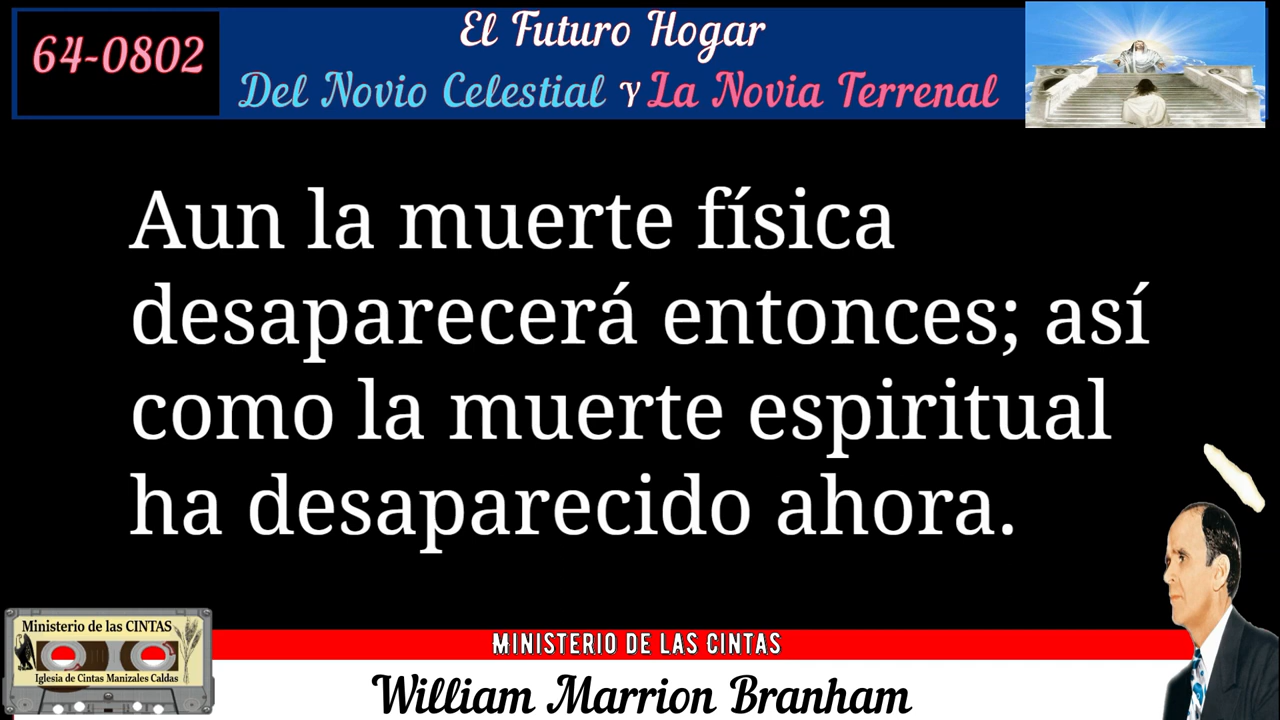 64-0802
El Futuro Hogar
Del Novio Celestial Y La Novia Terrenal
Aun la muerte física
desaparecerá entonces; así
como la muerte espiritual
ha desaparecido ahora.
Ministerio de las CINTAS
Iglesia de Cintas Manizales Caldas
MINISTERIO DE LAS CINTAS
William Marrion Branham